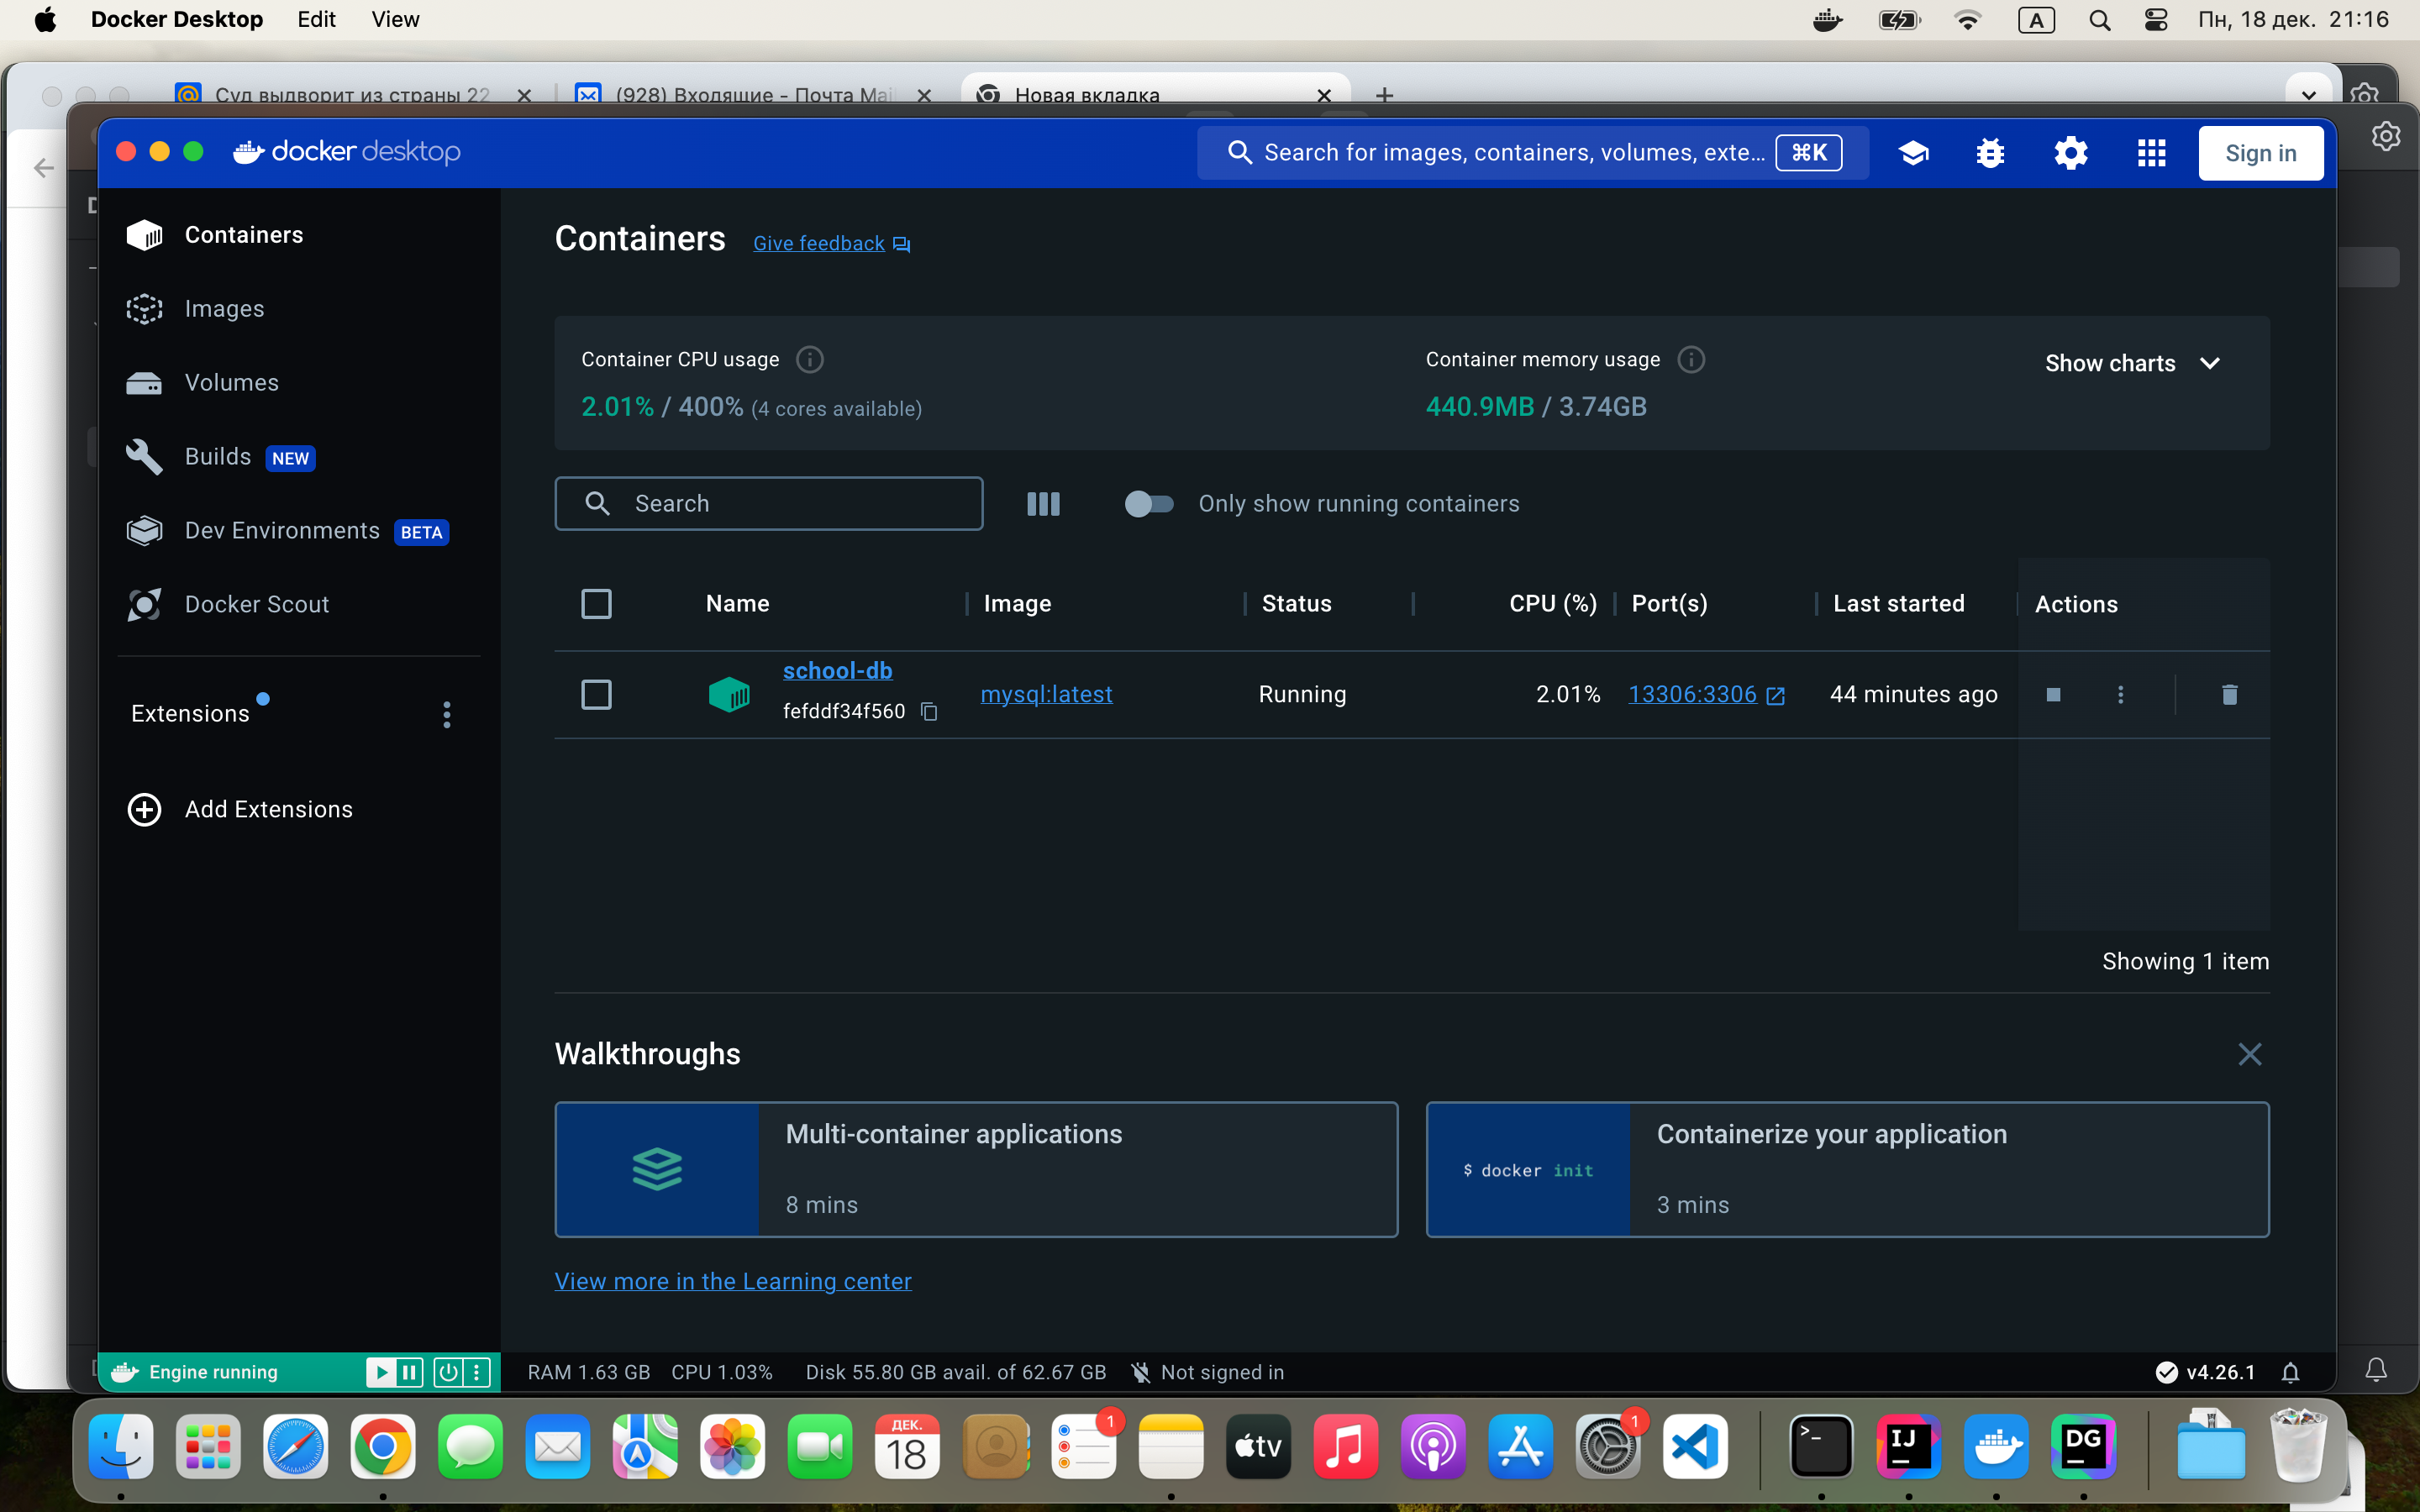 Docker Desktop Edit View A Пн, 18 дек. 21:16
Суд выдворит из страны 22 (928) Входящие - Почта Mai Новая вкладка
docker desktop Search for images, containers, volumes, exte... ⌘K Sign in
Containers
Images
Volumes
Builds NEW
Dev Environments BETA
Docker Scout
Extensions
Add Extensions
Containers Give feedback
Container CPU usage
2.01% / 400% (4 cores available)
Container memory usage
440.9MB / 3.74GB
Show charts
Search Only show running containers
Name Image Status CPU (%) Port(s) Last started Actions
school-db
fefddf34f560
mysql:latest Running 2.01% 13306:3306 44 minutes ago
Showing 1 item
Walkthroughs
$ docker init
Multi-container applications
8 mins
Containerize your application
3 mins
View more in the Learning center
Engine running RAM 1.63 GB CPU 1.03% Disk 55.80 GB avail. of 62.67 GB Not signed in v4.26.1
ДЕК.
18
1
tv
1
>_
IJ
DG